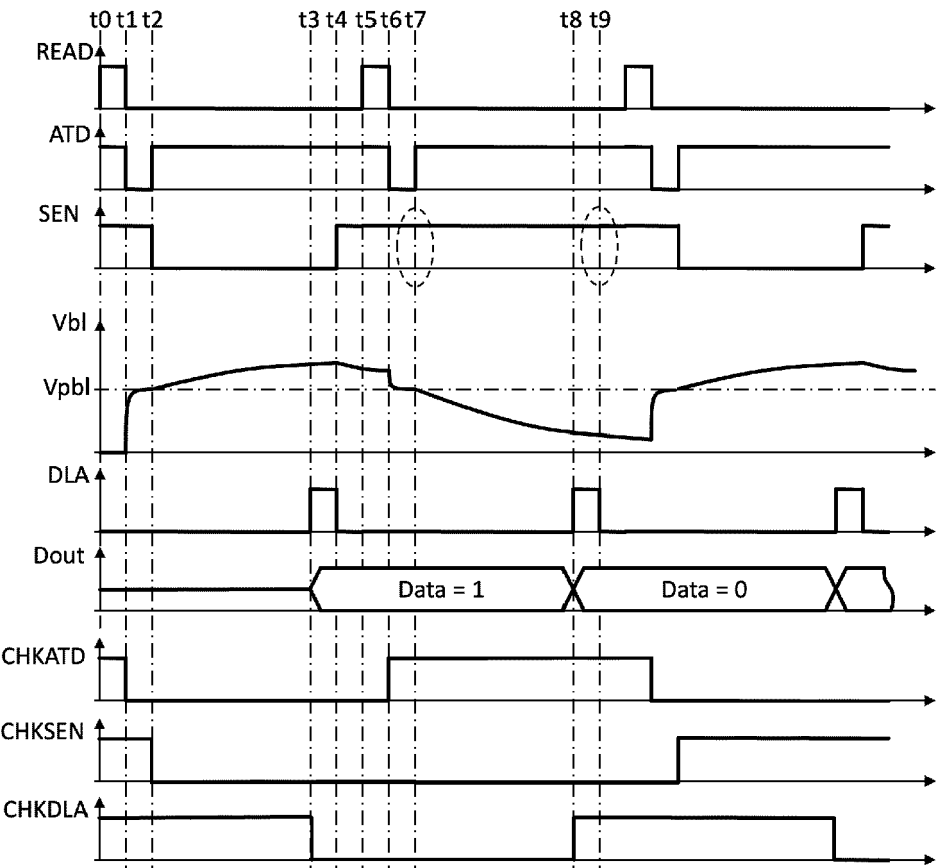 t0 t1 t2 t3 t4 t5 t6 t7 t8 t9
READ
ATD
SEN
Vbl
Vpbl
DLA
Dout
Data = 1 Data = 0
CHKATD
CHKSEN
CHKDLA